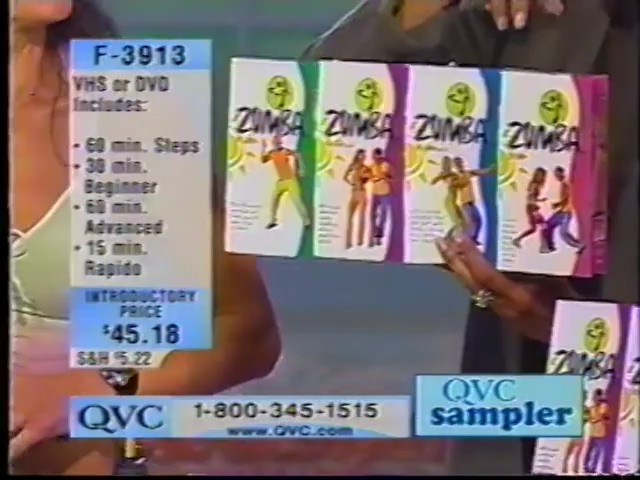 F-3913
VHS or DVD
Includes:
• 60 min. Steps
• 30 min.
Beginner
• 60 min.
Advanced
• 15 min.
Rapido
INTRODUCTORY
PRICE
$45.18
S&H $5.22
ZUMBA
ZUMBA
ZUMBA
ZUMBA
ZUMBA
QVC
1-800-345-1515
www.QVC.com
QVC
sampler